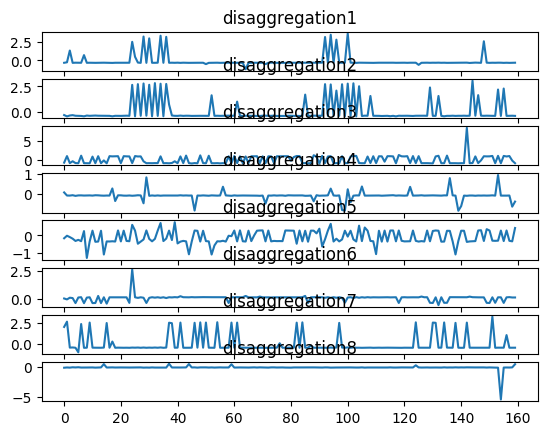 disaggregation1
2.5
0.0
disaggregation2
2.5
0.0
disaggregation3
5
0
disaggregation4
1
0
disaggregation5
0
−1
disaggregation6
2.5
0.0
disaggregation7
2.5
0.0
disaggregation8
0
−5
0 20 40 60 80 100 120 140 160